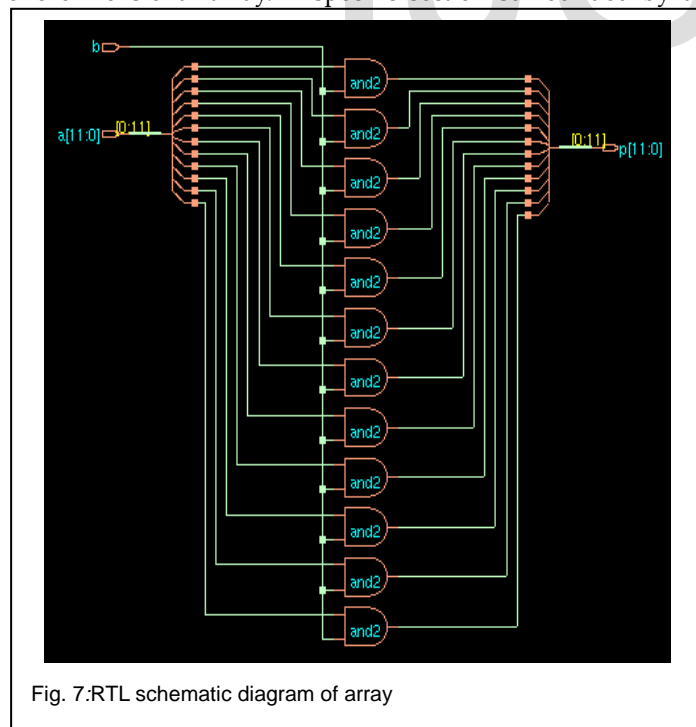 b
a[11:0] [0:11]
and2
and2
and2
and2
and2
and2
and2
and2
and2
and2
and2
and2
[0:11] p[11:0]
Fig. 7:RTL schematic diagram of array